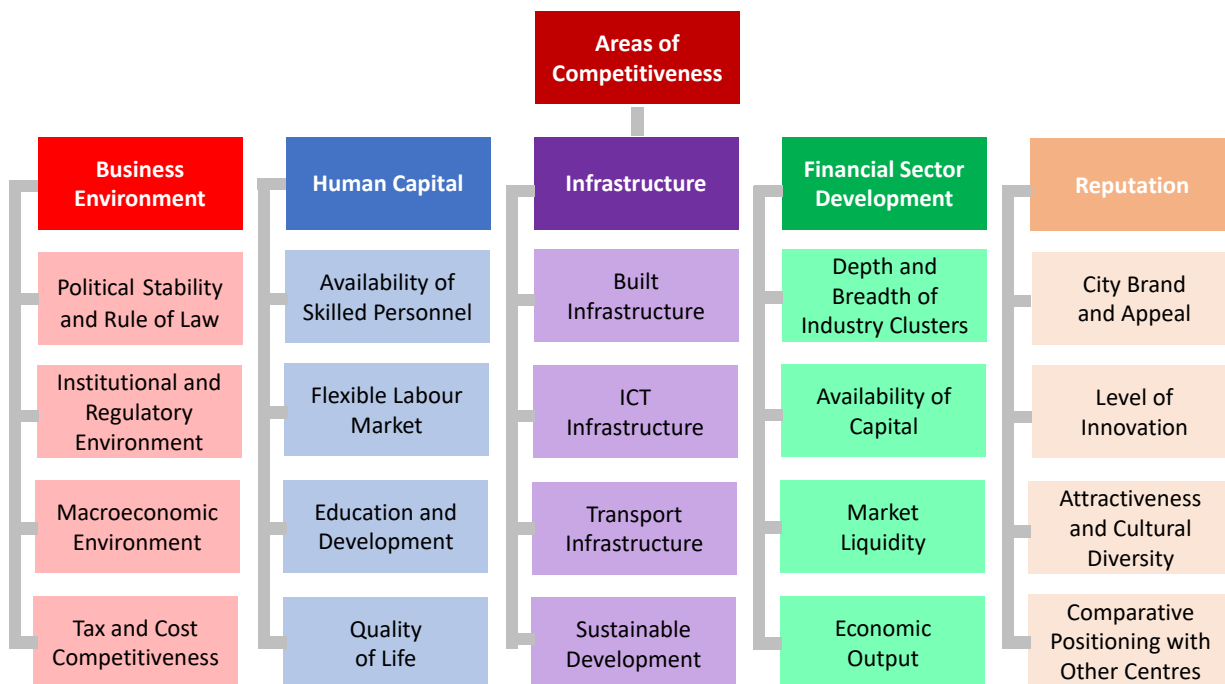 Areas of
Competitiveness
Business
Environment
Human Capital
Infrastructure
Financial Sector
Development
Reputation
Political Stability
and Rule of Law
Availability of
Skilled Personnel
Built
Infrastructure
Depth and
Breadth of
Industry Clusters
City Brand
and Appeal
Institutional and
Regulatory
Environment
Flexible Labour
Market
ICT
Infrastructure
Availability of
Capital
Level of
Innovation
Macroeconomic
Environment
Education and
Development
Transport
Infrastructure
Market
Liquidity
Attractiveness
and Cultural
Diversity
Tax and Cost
Competitiveness
Quality
of Life
Sustainable
Development
Economic
Output
Comparative
Positioning with
Other Centres